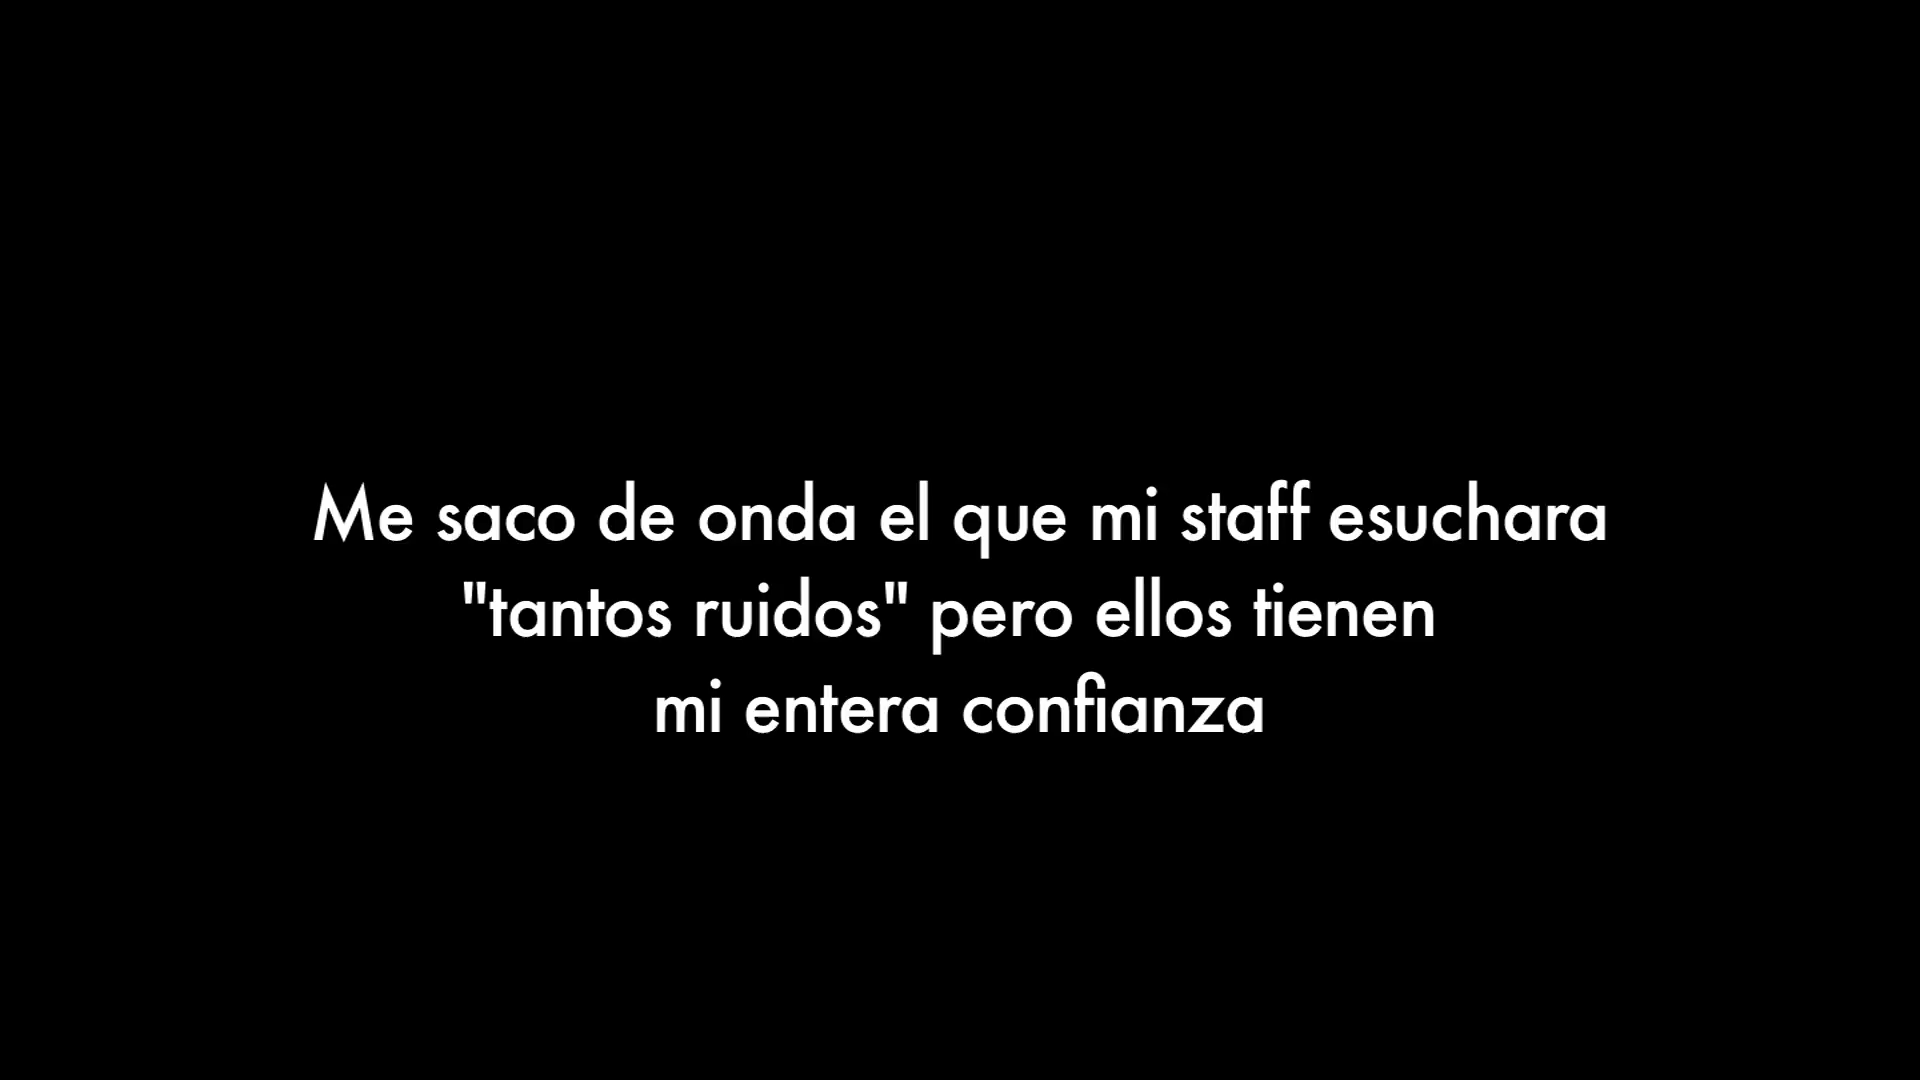 Me saco de onda el que mi staff esuchara
"tantos ruidos" pero ellos tienen
mi entera confianza